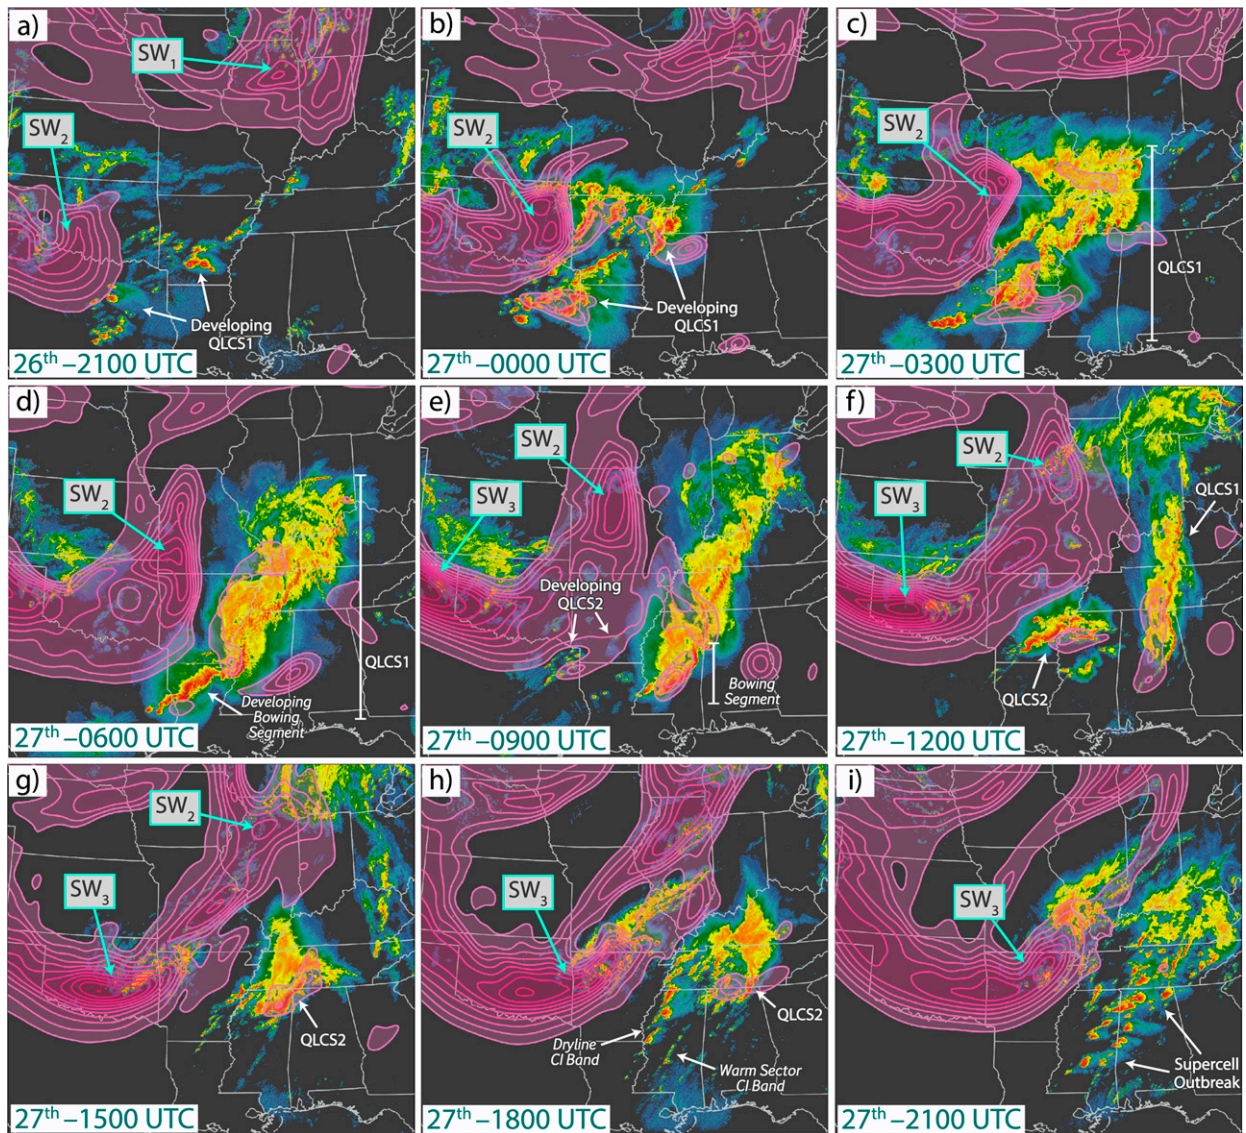 a)
SW1
SW2
Developing
QLCS1
26th–2100 UTC
b)
SW2
Developing
QLCS1
27th–0000 UTC
c)
SW2
QLCS1
27th–0300 UTC
d)
SW2
QLCS1
Developing
Bowing
Segment
27th–0600 UTC
e)
SW2
SW3
Developing
QLCS2
Bowing
Segment
27th–0900 UTC
f)
SW2
QLCS1
SW3
QLCS2
27th–1200 UTC
g)
SW2
SW3
QLCS2
27th–1500 UTC
h)
SW3
QLCS2
Dryline
CI Band
Warm Sector
CI Band
27th–1800 UTC
i)
SW3
Supercell
Outbreak
27th–2100 UTC